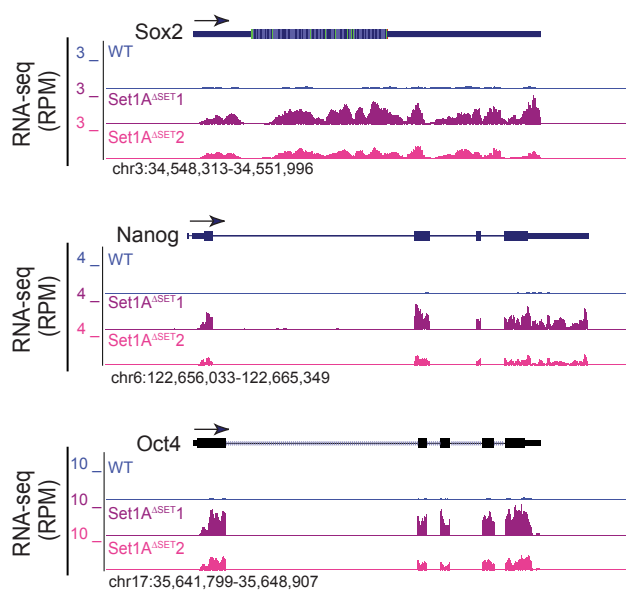 Sox2
RNA-seq
(RPM)
3 WT
3 Set1AΔSET1
3 Set1AΔSET2
chr3:34,548,313-34,551,996
Nanog
RNA-seq
(RPM)
4 WT
4 Set1AΔSET1
4 Set1AΔSET2
chr6:122,656,033-122,665,349
Oct4
RNA-seq
(RPM)
10 WT
10 Set1AΔSET1
10 Set1AΔSET2
chr17:35,641,799-35,648,907